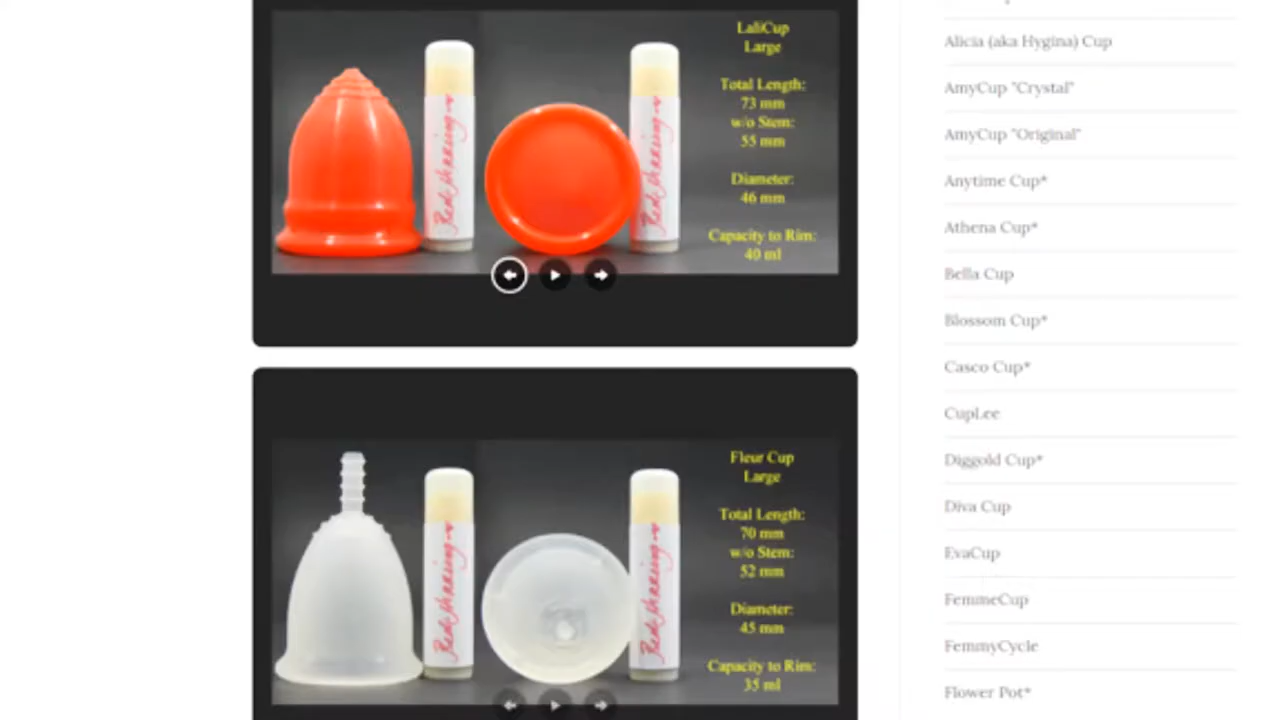 LaliCup
Large
Total Length:
73 mm
w/o Stem:
55 mm
Diameter:
46 mm
Capacity to Rim:
40 ml
Fleur Cup
Large
Total Length:
70 mm
w/o Stem:
52 mm
Diameter:
45 mm
Capacity to Rim:
35 ml
Alicia (aka Hygina) Cup
AmyCup "Crystal"
AmyCup "Original"
Anytime Cup*
Athena Cup*
Bella Cup
Blossom Cup*
Casco Cup*
CupLee
Diggold Cup*
Diva Cup
EvaCup
FemmeCup
FemmyCycle
Flower Pot*